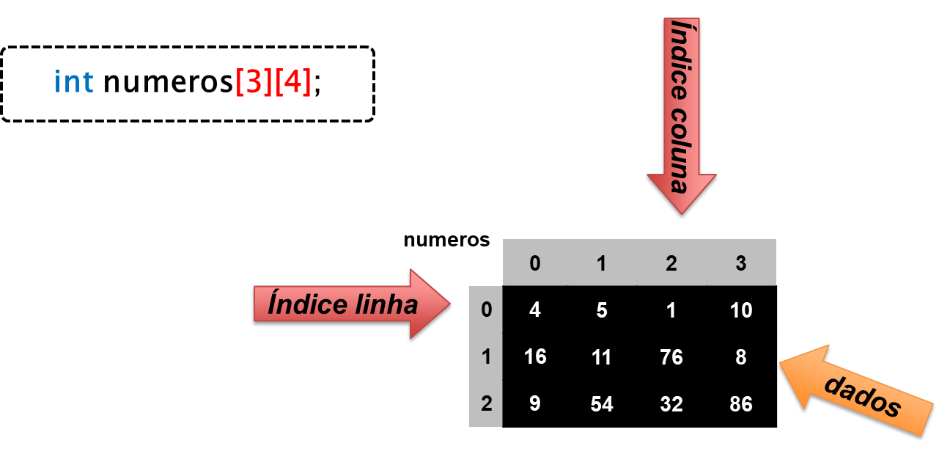 int numeros[3][4];
Índice coluna
numeros
0 1 2 3
Índice linha
0 4 5 1 10
1 16 11 76 8
2 9 54 32 86
dados